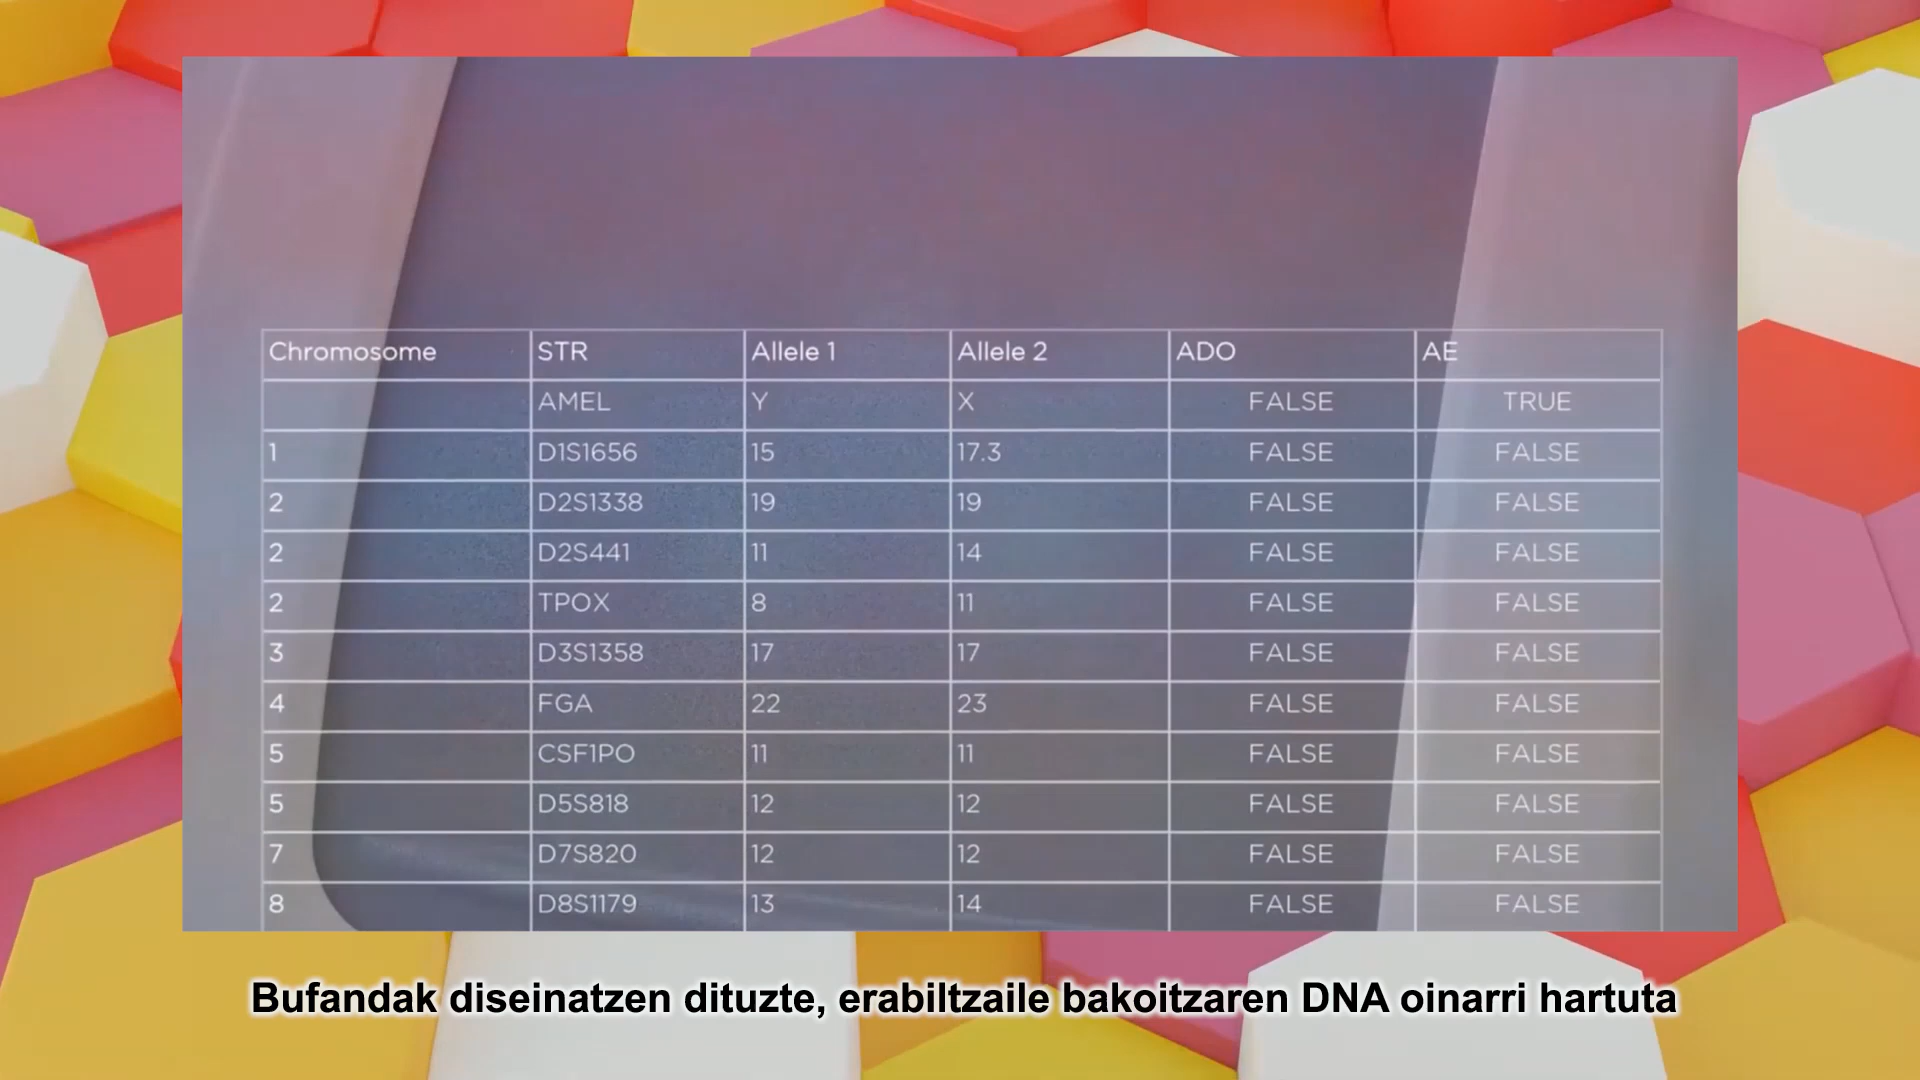 Chromosome STR Allele 1 Allele 2 ADO AE
AMEL Y X FALSE TRUE
1 D1S1656 15 17.3 FALSE FALSE
2 D2S1338 19 19 FALSE FALSE
2 D2S441 11 14 FALSE FALSE
2 TPOX 8 11 FALSE FALSE
3 D3S1358 17 17 FALSE FALSE
4 FGA 22 23 FALSE FALSE
5 CSF1PO 11 11 FALSE FALSE
5 D5S818 12 12 FALSE FALSE
7 D7S820 12 12 FALSE FALSE
8 D8S1179 13 14 FALSE FALSE
Bufandak diseinatzen dituzte, erabiltzaile bakoitzaren DNA oinarri hartuta